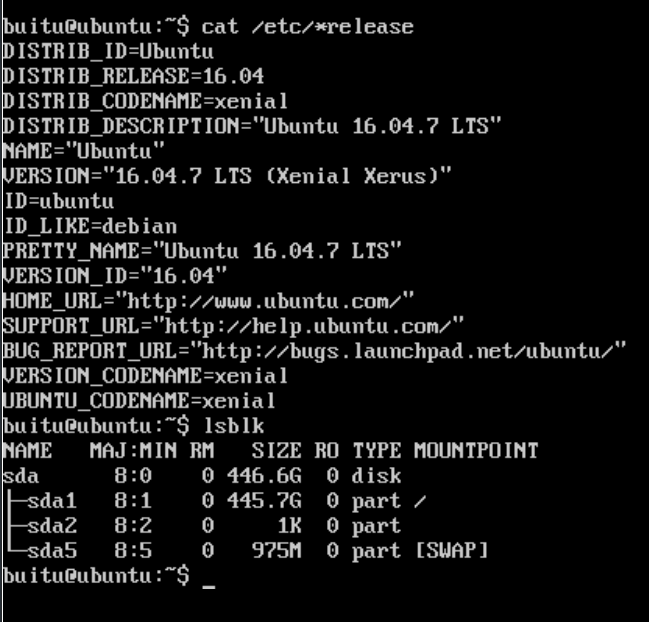 buitu@ubuntu:~$ cat /etc/*release
DISTRIB_ID=Ubuntu
DISTRIB_RELEASE=16.04
DISTRIB_CODENAME=xenial
DISTRIB_DESCRIPTION="Ubuntu 16.04.7 LTS"
NAME="Ubuntu"
VERSION="16.04.7 LTS (Xenial Xerus)"
ID=ubuntu
ID_LIKE=debian
PRETTY_NAME="Ubuntu 16.04.7 LTS"
VERSION_ID="16.04"
HOME_URL="http://www.ubuntu.com/"
SUPPORT_URL="http://help.ubuntu.com/"
BUG_REPORT_URL="http://bugs.launchpad.net/ubuntu/"
VERSION_CODENAME=xenial
UBUNTU_CODENAME=xenial
buitu@ubuntu:~$ lsblk
NAME   MAJ:MIN RM   SIZE RO TYPE MOUNTPOINT
sda      8:0    0 446.6G  0 disk
├─sda1   8:1    0 445.7G  0 part /
├─sda2   8:2    0     1K  0 part
└─sda5   8:5    0   975M  0 part [SWAP]
buitu@ubuntu:~$ _